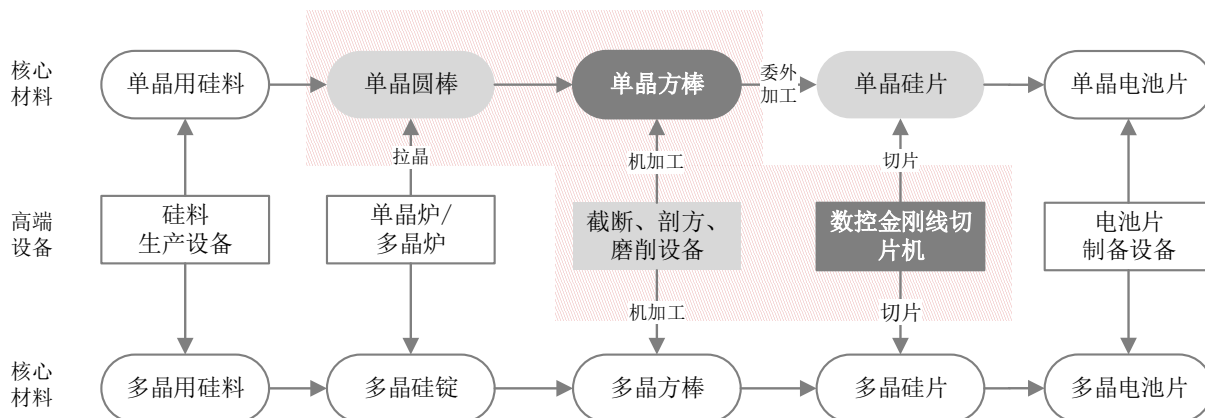 核心
材料
单晶用硅料
单晶圆棒
单晶方棒
委外
加工
单晶硅片
单晶电池片
拉晶
机加工
切片
高端
设备
硅料
生产设备
单晶炉/
多晶炉
截断、剖方、
磨削设备
数控金刚线切
片机
电池片
制备设备
机加工
切片
核心
材料
多晶用硅料
多晶硅锭
多晶方棒
多晶硅片
多晶电池片